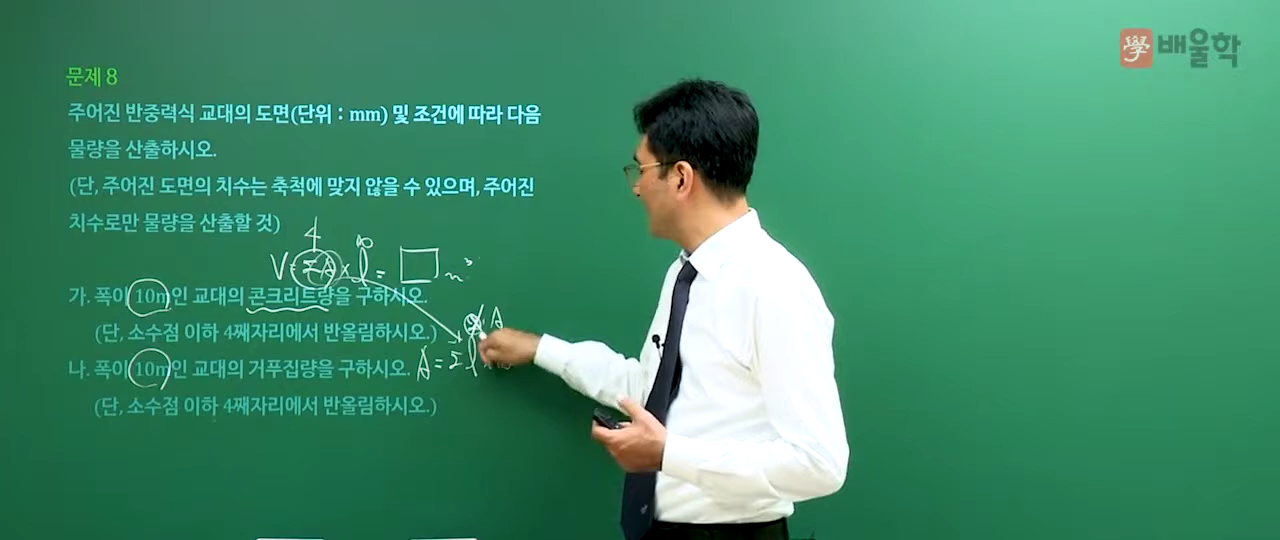 學 배울학
문제 8
주어진 반중력식 교대의 도면(단위 : mm) 및 조건에 따라 다음
물량을 산출하시오.
(단, 주어진 도면의 치수는 축척에 맞지 않을 수 있으며, 주어진
치수로만 물량을 산출할 것)
4
V = ΣA × l = □ m³
가. 폭이 10m인 교대의 콘크리트량을 구하시오.
(단, 소수점 이하 4째자리에서 반올림하시오.)
나. 폭이 10m인 교대의 거푸집량을 구하시오. A = Σ l
(단, 소수점 이하 4째자리에서 반올림하시오.)